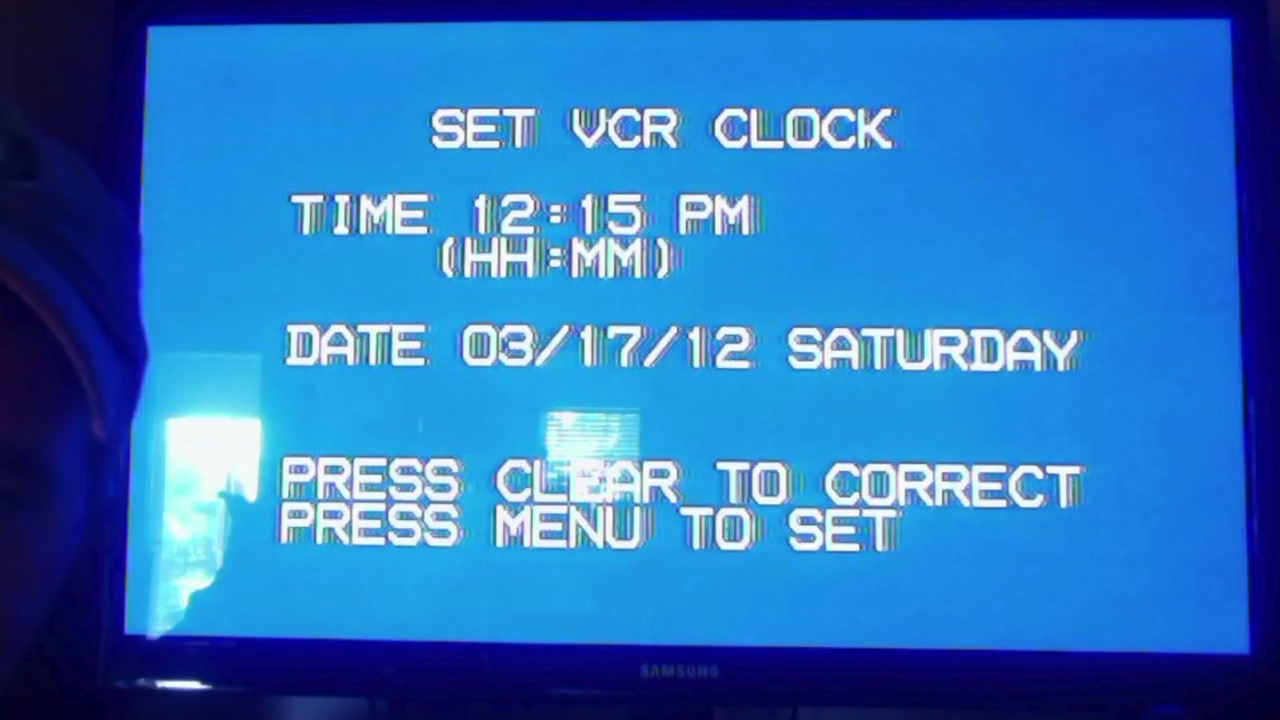 SET VCR CLOCK
TIME 12:15 PM
(HH:MM)
DATE 03/17/12 SATURDAY
PRESS CLEAR TO CORRECT
PRESS MENU TO SET
SAMSUNG